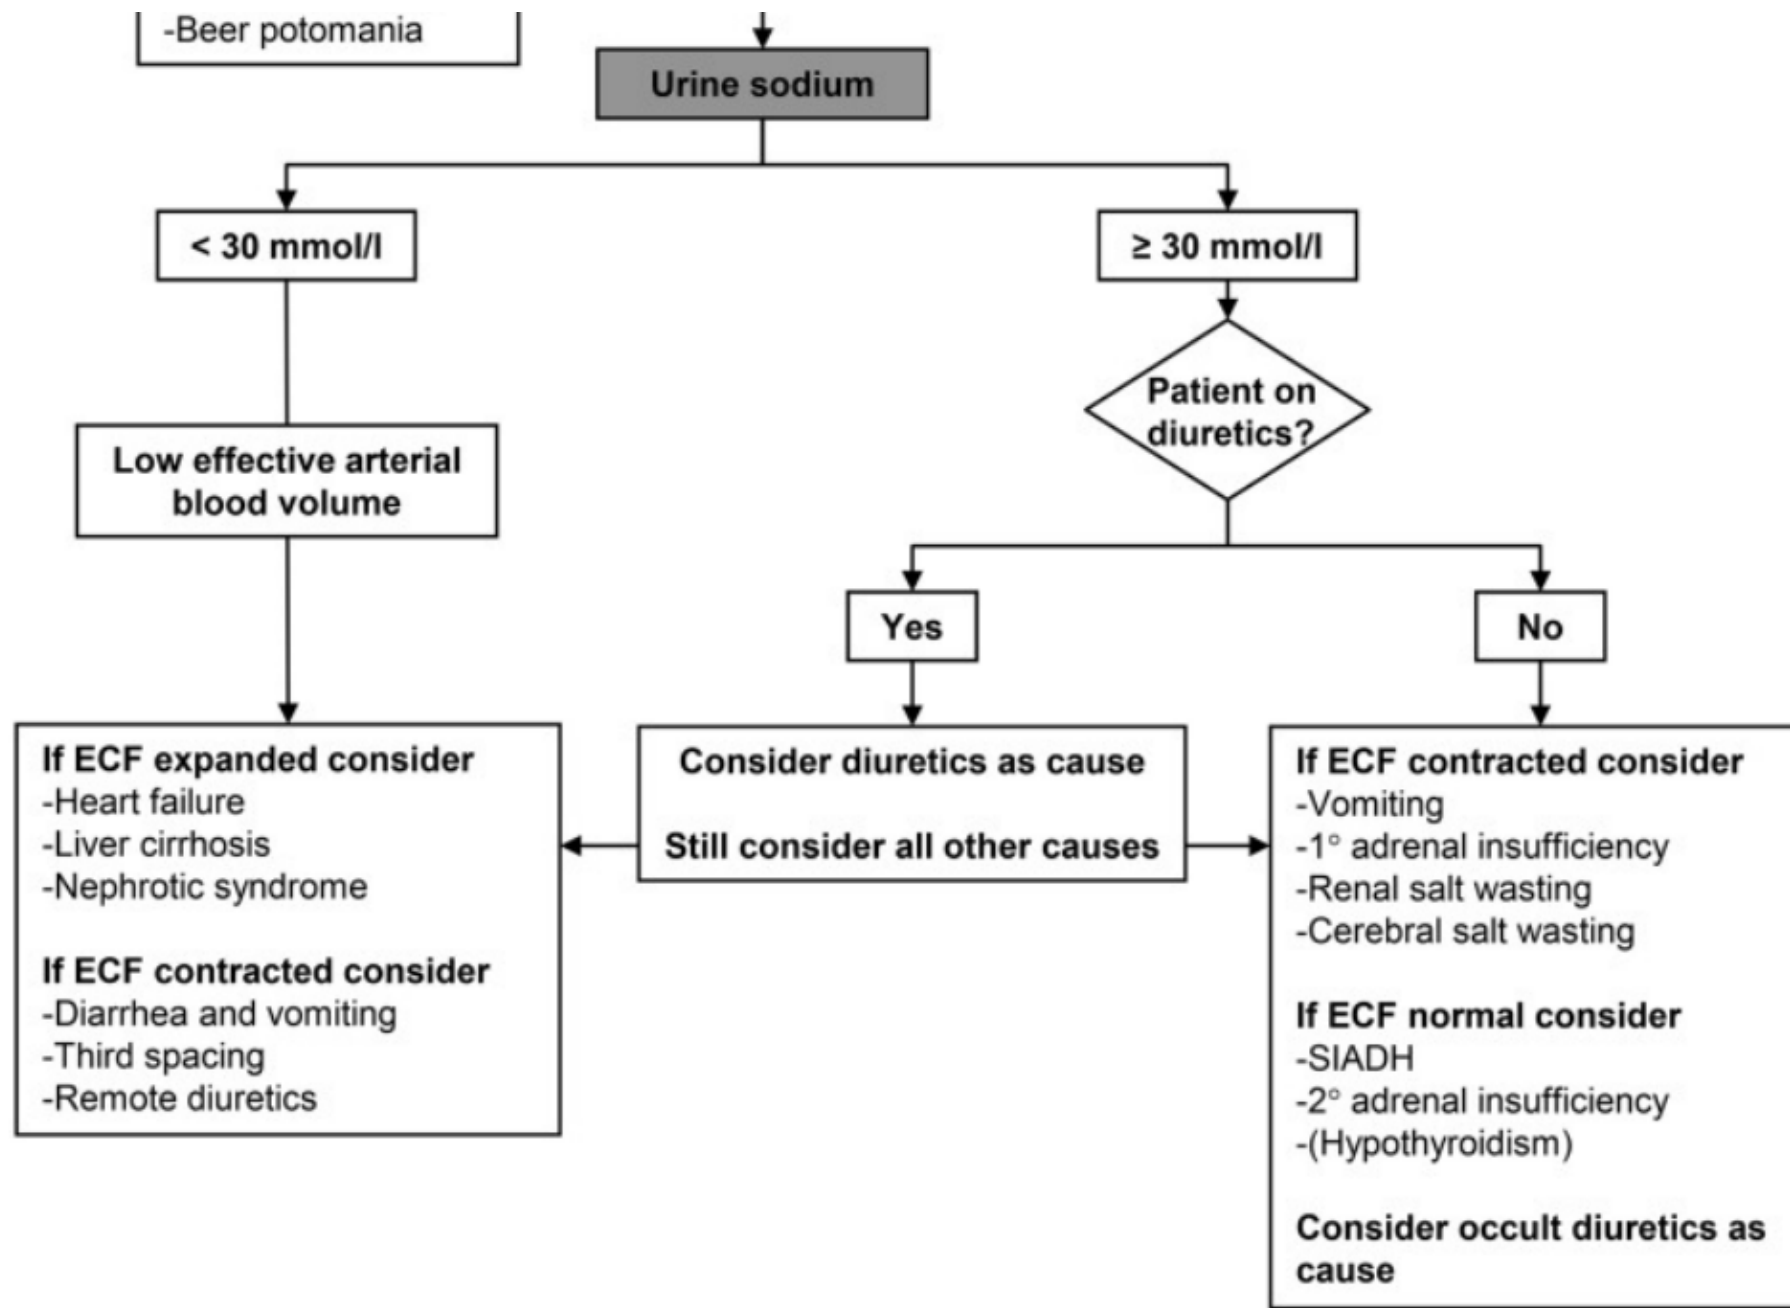 -Beer potomania
Urine sodium
< 30 mmol/l
≥ 30 mmol/l
Patient on
diuretics?
Low effective arterial
blood volume
Yes
No
If ECF expanded consider
-Heart failure
-Liver cirrhosis
-Nephrotic syndrome
If ECF contracted consider
-Diarrhea and vomiting
-Third spacing
-Remote diuretics
Consider diuretics as cause
Still consider all other causes
If ECF contracted consider
-Vomiting
-1° adrenal insufficiency
-Renal salt wasting
-Cerebral salt wasting
If ECF normal consider
-SIADH
-2° adrenal insufficiency
-(Hypothyroidism)
Consider occult diuretics as
cause